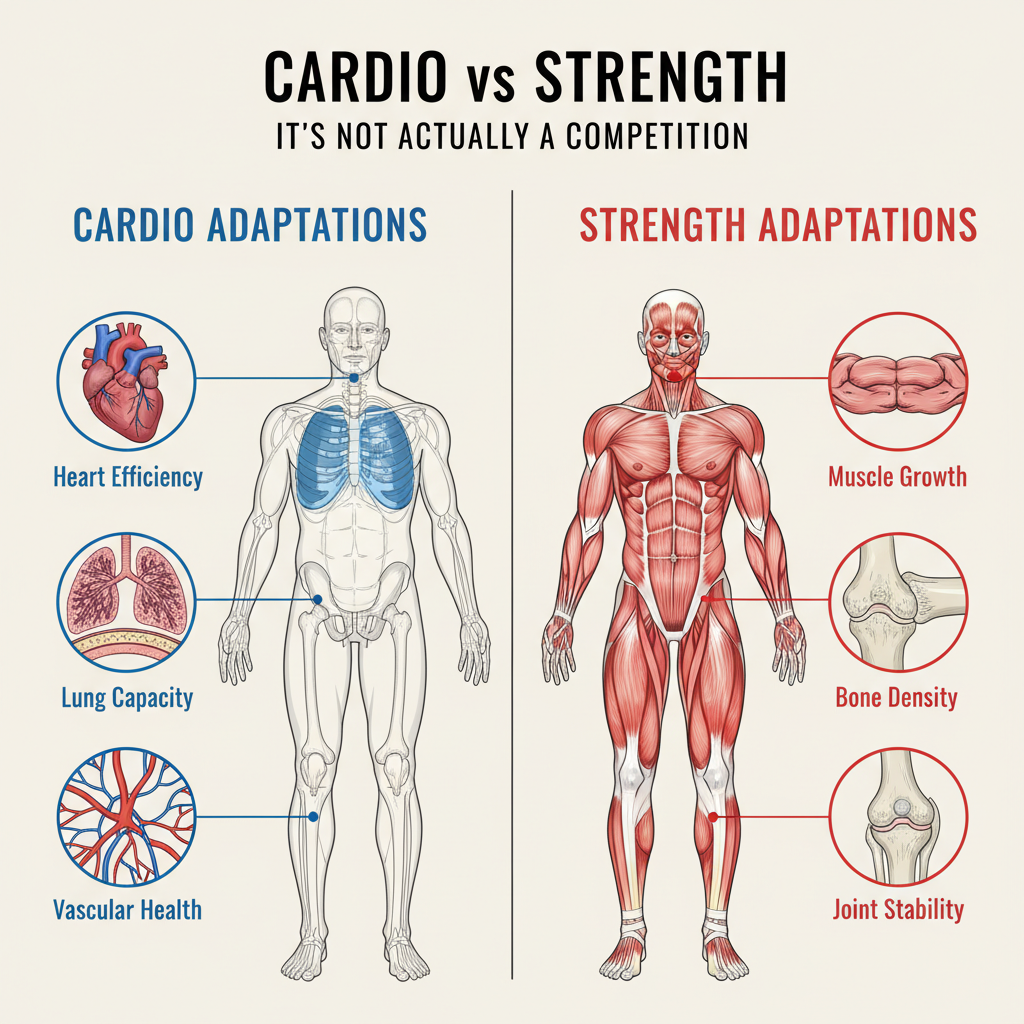 CARDIO vs STRENGTH
IT'S NOT ACTUALLY A COMPETITION
CARDIO ADAPTATIONS
Heart Efficiency
Lung Capacity
Vascular Health
STRENGTH ADAPTATIONS
Muscle Growth
Bone Density
Joint Stability